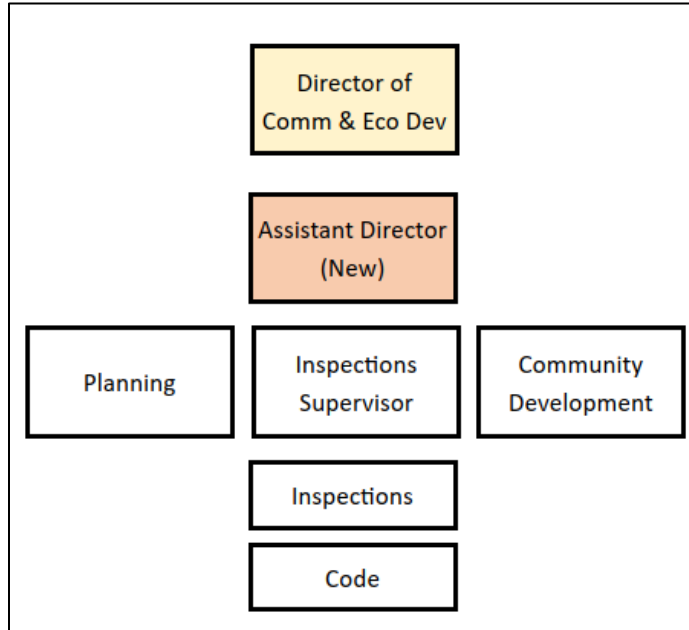 Director of
Comm & Eco Dev
Assistant Director
(New)
Planning
Inspections
Supervisor
Community
Development
Inspections
Code